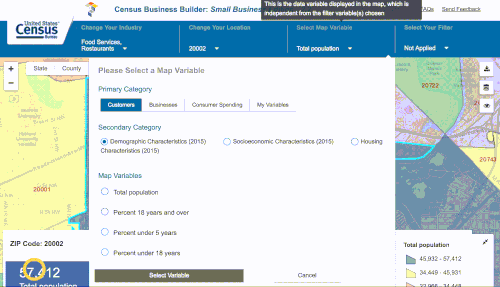 This is the data variable displayed in the map, which is
independent from the filter variable(s) chosen
United States®
Census
Bureau
Census Business Builder: Small Business
FAQs
Send Feedback
Change Your Industry
Change Your Location
Select Map Variable
Select Your Filter
Food Services,
Restaurants
20002
Total population
Not Applied
Please Select a Map Variable
State
County
Primary Category
Customers
Businesses
Consumer Spending
My Variables
Secondary Category
Demographic Characteristics (2015)
Socioeconomic Characteristics (2015)
Housing
Characteristics (2015)
Map Variables
Total population
Percent 18 years and over
Percent under 5 years
Percent under 18 years
Select Variable
Cancel
20001
20722
20743
ZIP Code: 20002
57,412
Total population
Total population
45,932 - 57,412
34,449 - 45,931
22,966 - 34,448